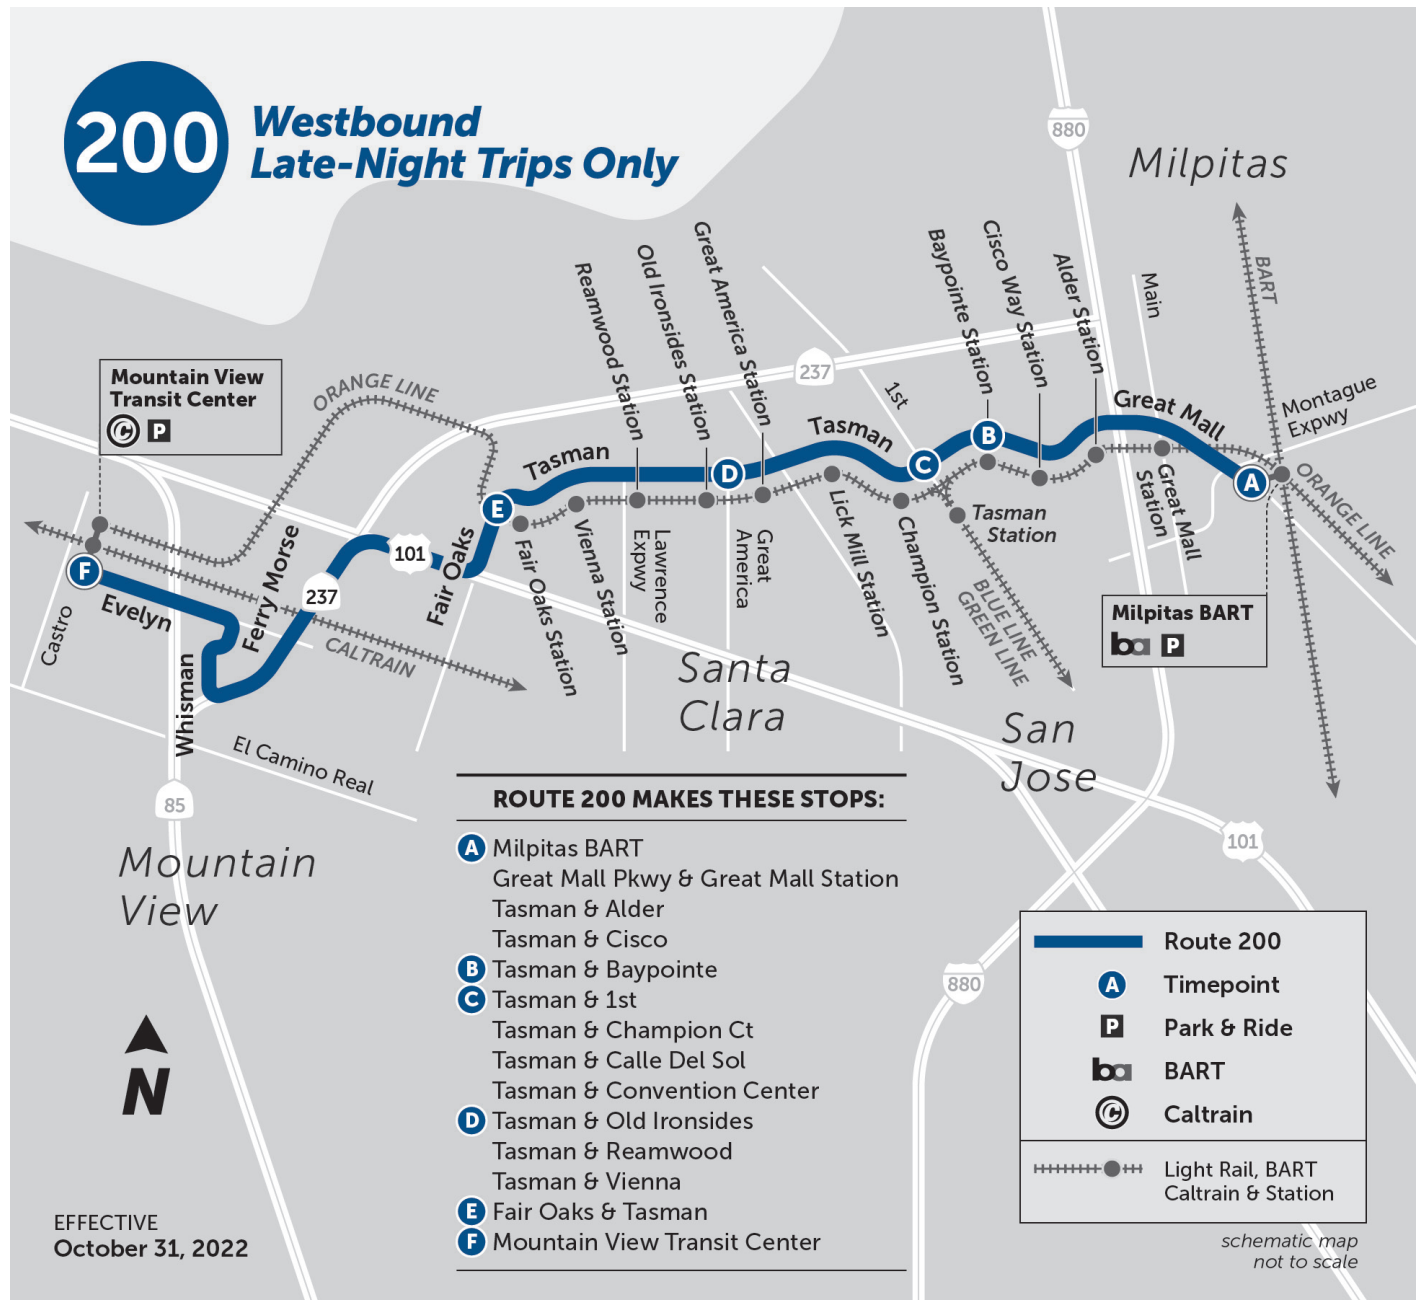 200
Westbound
Late-Night Trips Only
880
Milpitas
BART
Main
Alder Station
Cisco Way Station
Baypointe Station
1st
Great America Station
Old Ironsides Station
Reamwood Station
237
Mountain View
Transit Center
C P
ORANGE LINE
Great Mall
Montague
Expwy
Tasman
Tasman
A
B
C
D
E
F
ORANGE LINE
Great Mall
Station
Tasman
Station
Lick Mill Station
Champion Station
BLUE LINE
GREEN LINE
Great
America
Lawrence
Expwy
Vienna Station
Fair Oaks Station
Fair Oaks
101
237
Ferry Morse
CALTRAIN
Evelyn
Castro
Whisman
El Camino Real
85
Milpitas BART
ba P
Santa
Clara
San
Jose
101
880
Mountain
View
N
EFFECTIVE
October 31, 2022
ROUTE 200 MAKES THESE STOPS:
A Milpitas BART
Great Mall Pkwy & Great Mall Station
Tasman & Alder
Tasman & Cisco
B Tasman & Baypointe
C Tasman & 1st
Tasman & Champion Ct
Tasman & Calle Del Sol
Tasman & Convention Center
D Tasman & Old Ironsides
Tasman & Reamwood
Tasman & Vienna
E Fair Oaks & Tasman
F Mountain View Transit Center
Route 200
A Timepoint
P Park & Ride
ba BART
C Caltrain
Light Rail, BART
Caltrain & Station
schematic map
not to scale